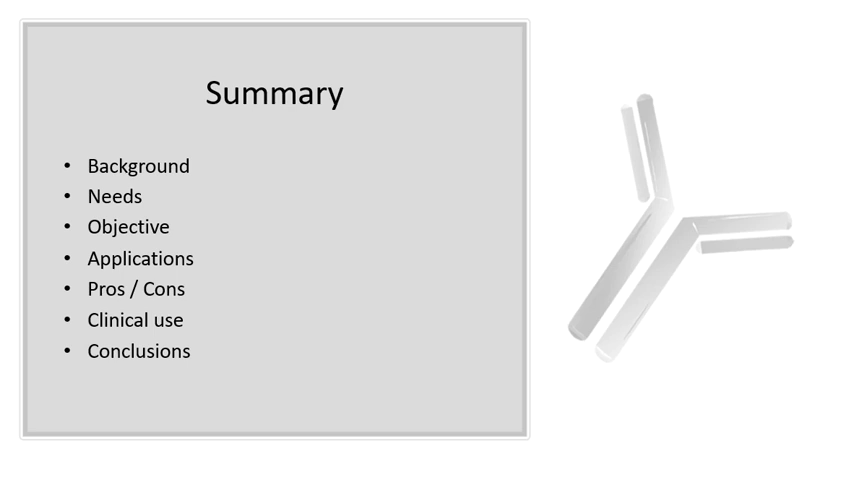 Summary
• Background
• Needs
• Objective
• Applications
• Pros / Cons
• Clinical use
• Conclusions